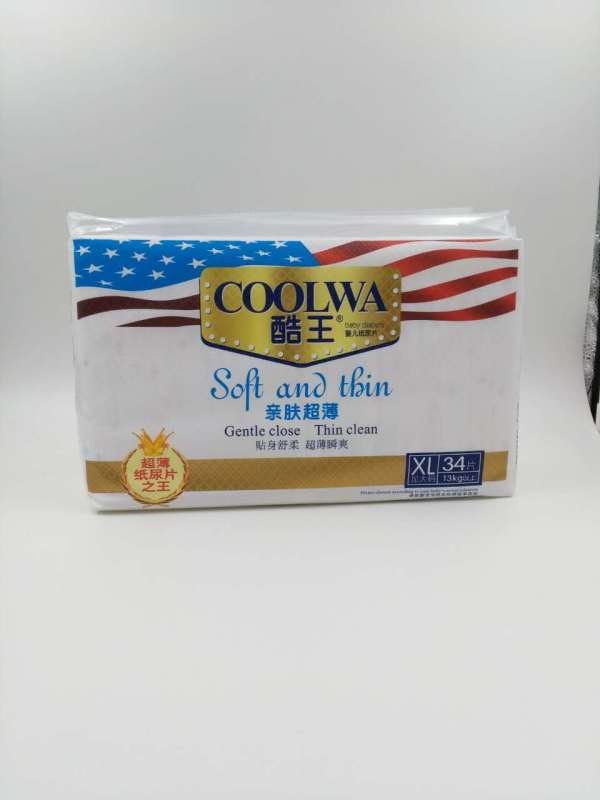 COOLWA
酷王®
baby diapers
婴儿纸尿片
Soft and thin
亲肤超薄
Gentle close Thin clean
贴身舒柔 超薄瞬爽
超薄
纸尿片
之王
XL 34片
加大码 13kg以上